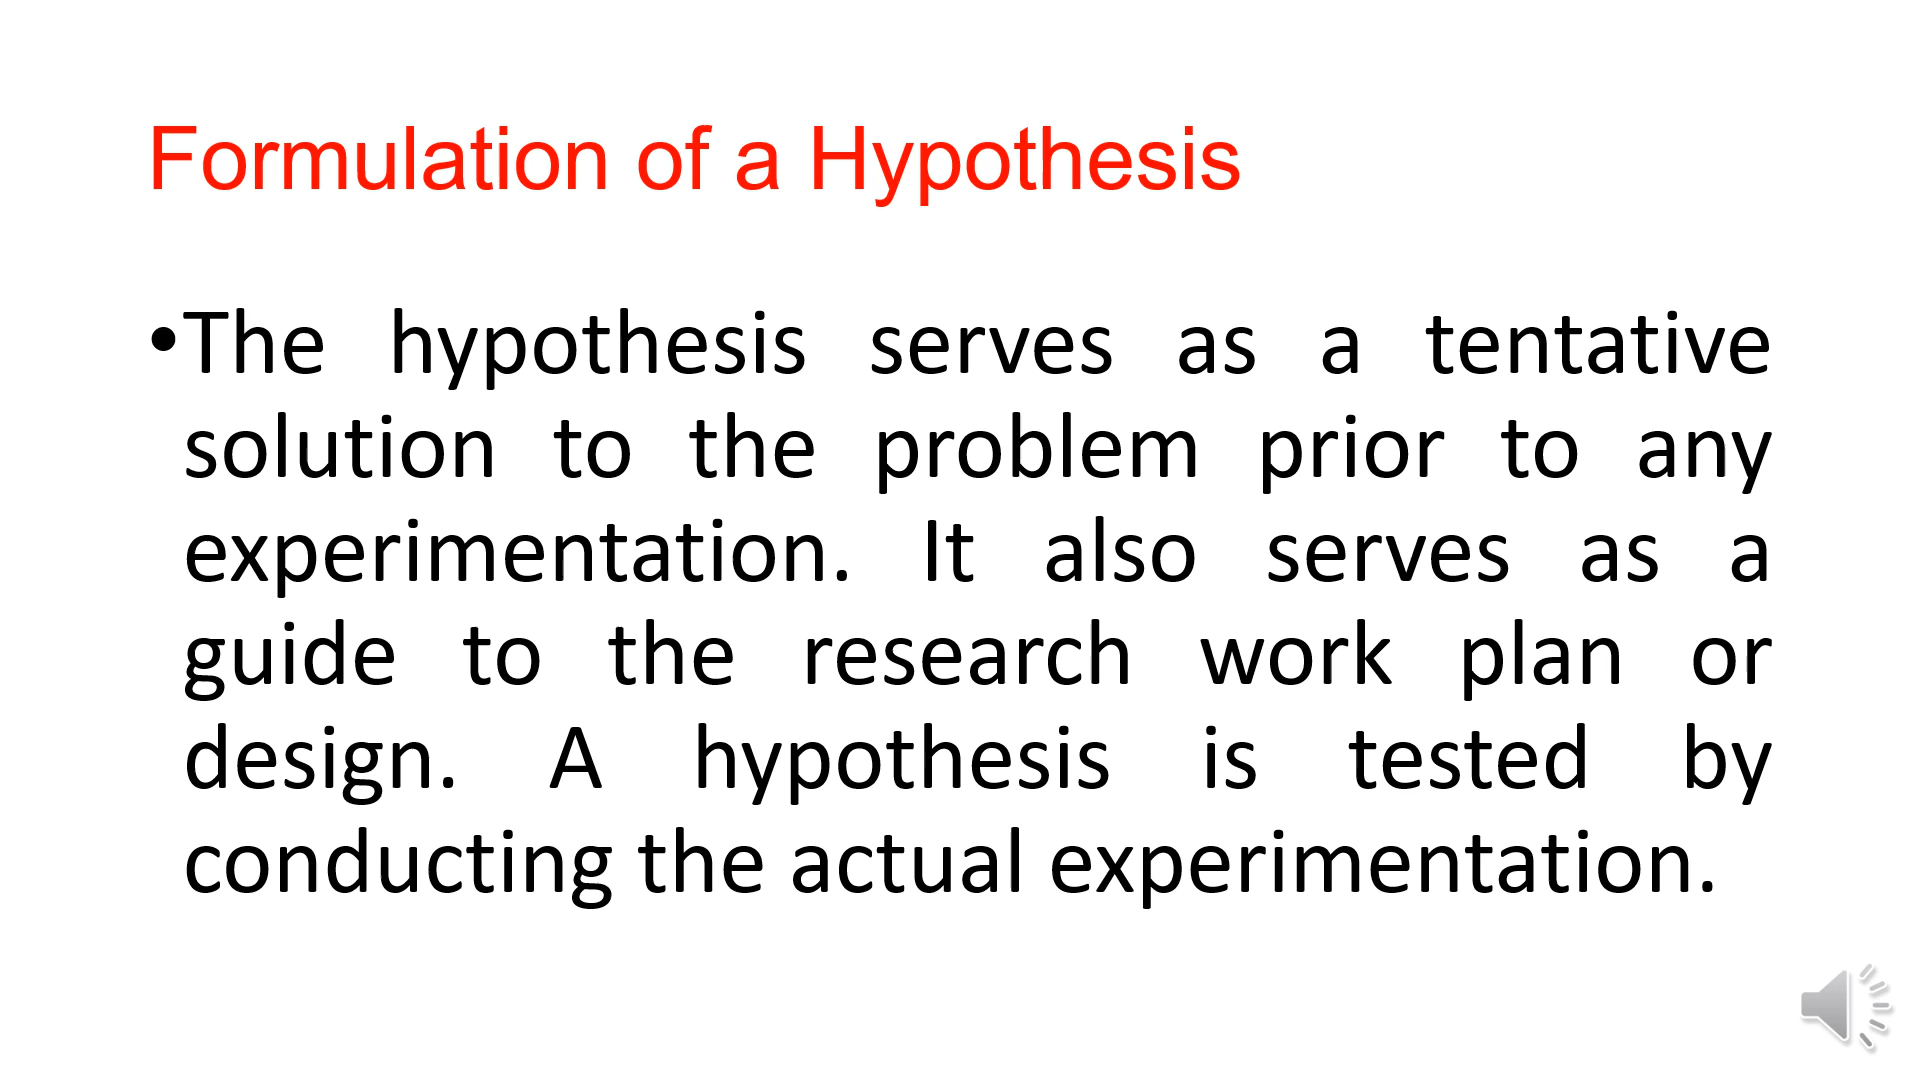 Formulation of a Hypothesis
•The hypothesis serves as a tentative
solution to the problem prior to any
experimentation. It also serves as a
guide to the research work plan or
design. A hypothesis is tested by
conducting the actual experimentation.